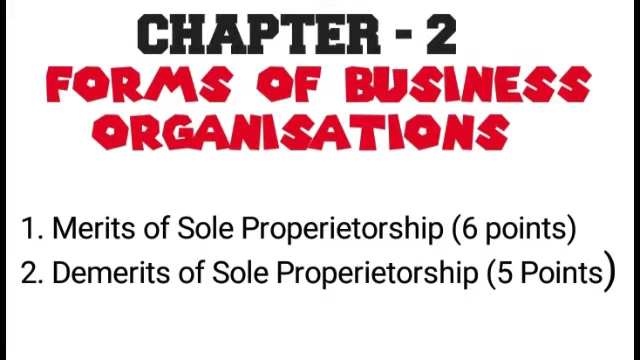 CHAPTER - 2
FORMS OF BUSINESS
ORGANISATIONS
1. Merits of Sole Properietorship (6 points)
2. Demerits of Sole Properietorship (5 Points)